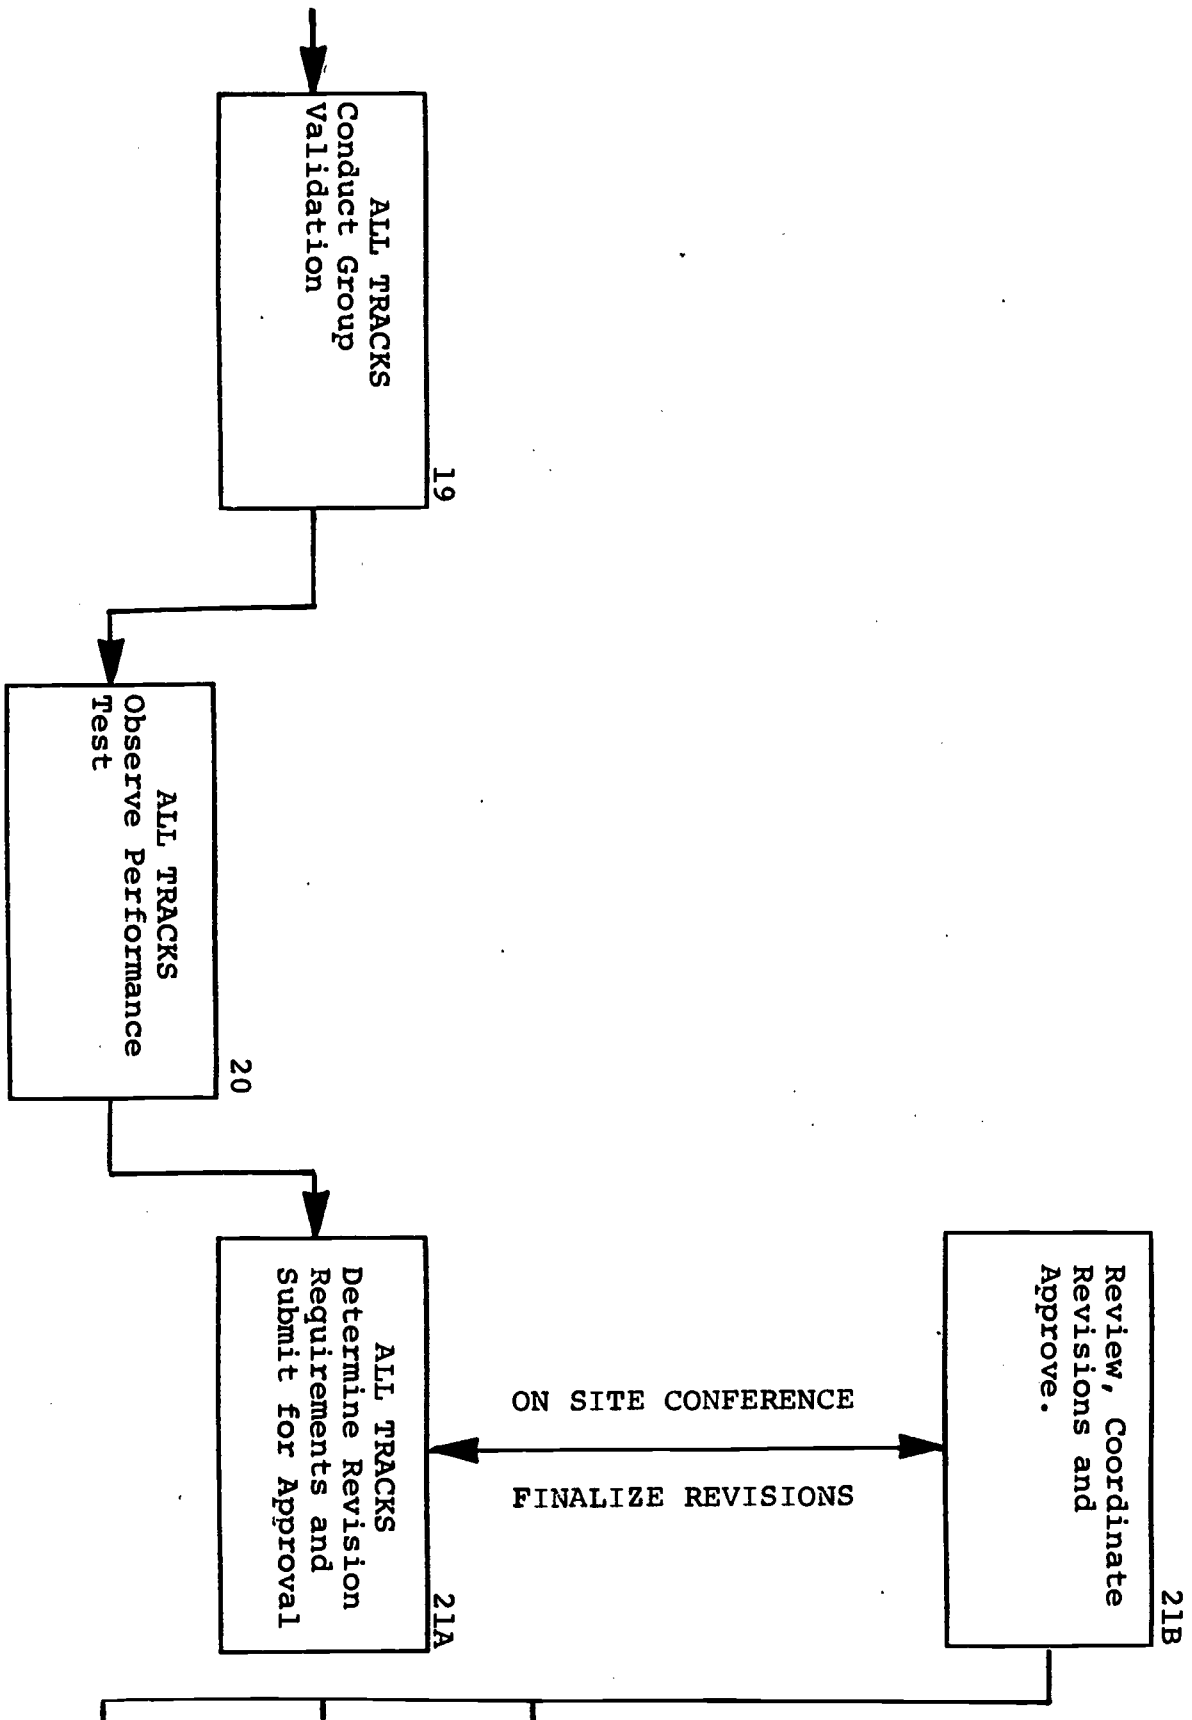 19
ALL TRACKS
Conduct Group
Validation
20
ALL TRACKS
Observe Performance
Test
21A
ALL TRACKS
Determine Revision
Requirements and
Submit for Approval
ON SITE CONFERENCE
FINALIZE REVISIONS
21B
Review, Coordinate
Revisions and
Approve.